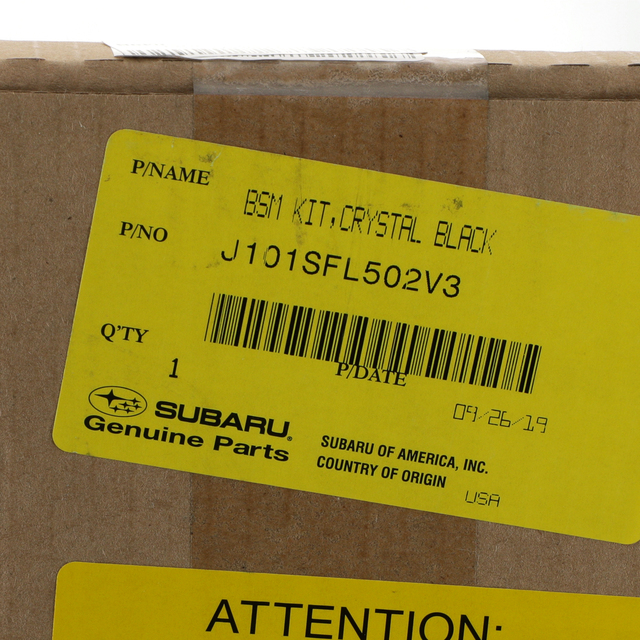 P/NAME
BSM KIT,CRYSTAL BLACK
P/NO
J101SFL502V3
Q'TY
1
P/DATE
09/26/19
SUBARU
Genuine Parts
SUBARU OF AMERICA, INC.
COUNTRY OF ORIGIN
USA
ATTENTION: